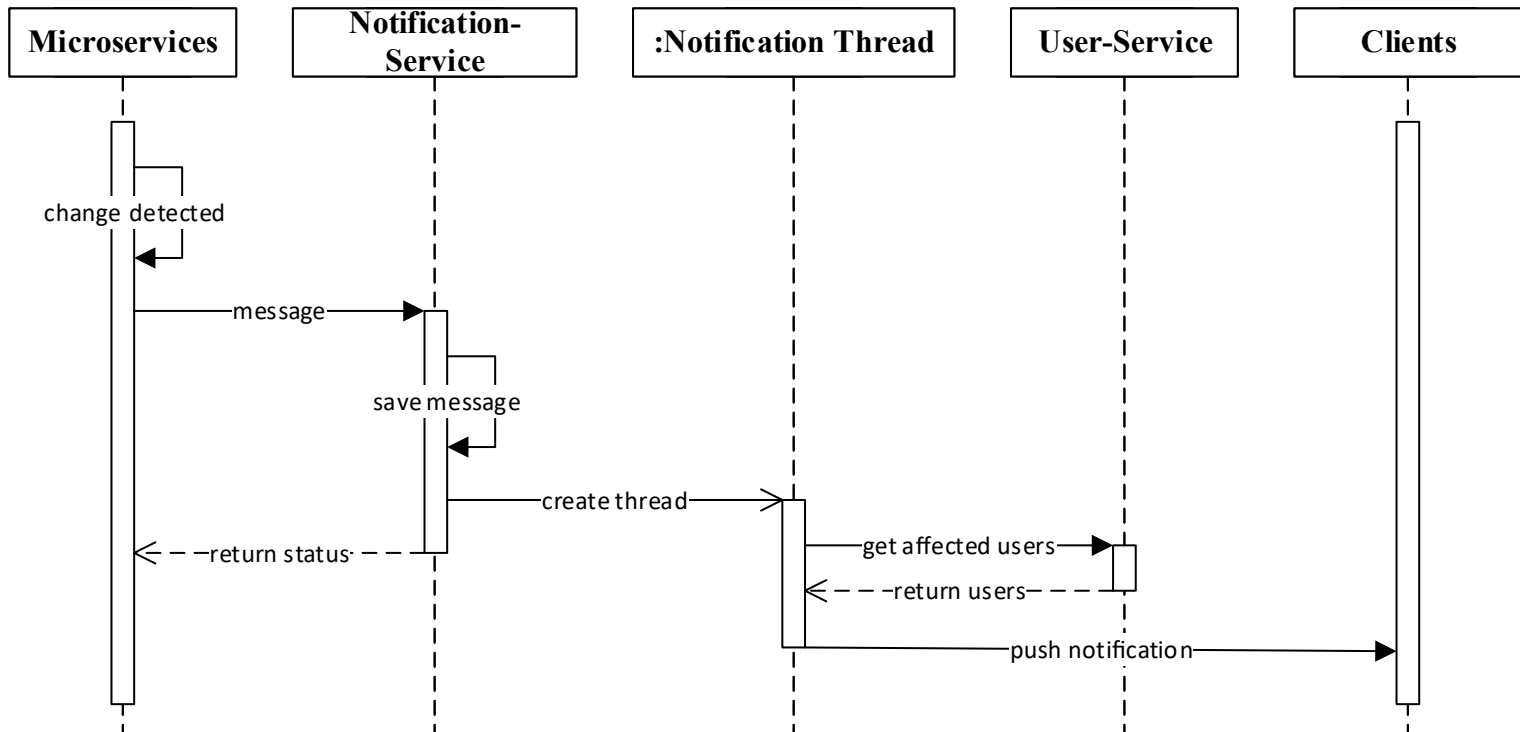 Microservices
Notification-
Service
:Notification Thread
User-Service
Clients
change detected
message
save message
create thread
return status
get affected users
return users
push notification